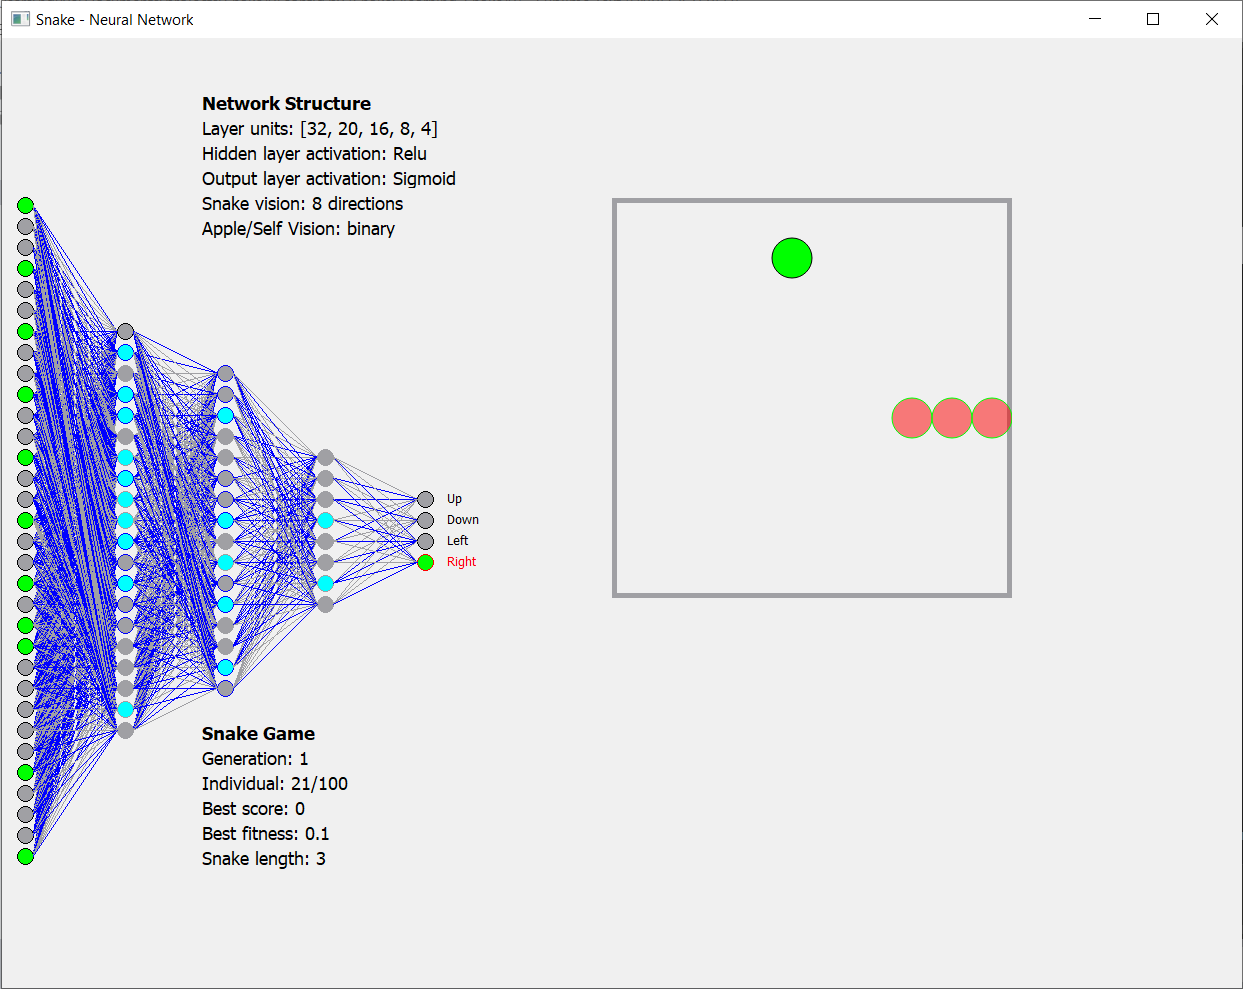 Snake - Neural Network
Network Structure
Layer units: [32, 20, 16, 8, 4]
Hidden layer activation: Relu
Output layer activation: Sigmoid
Snake vision: 8 directions
Apple/Self Vision: binary
Up
Down
Left
Right
Snake Game
Generation: 1
Individual: 21/100
Best score: 0
Best fitness: 0.1
Snake length: 3